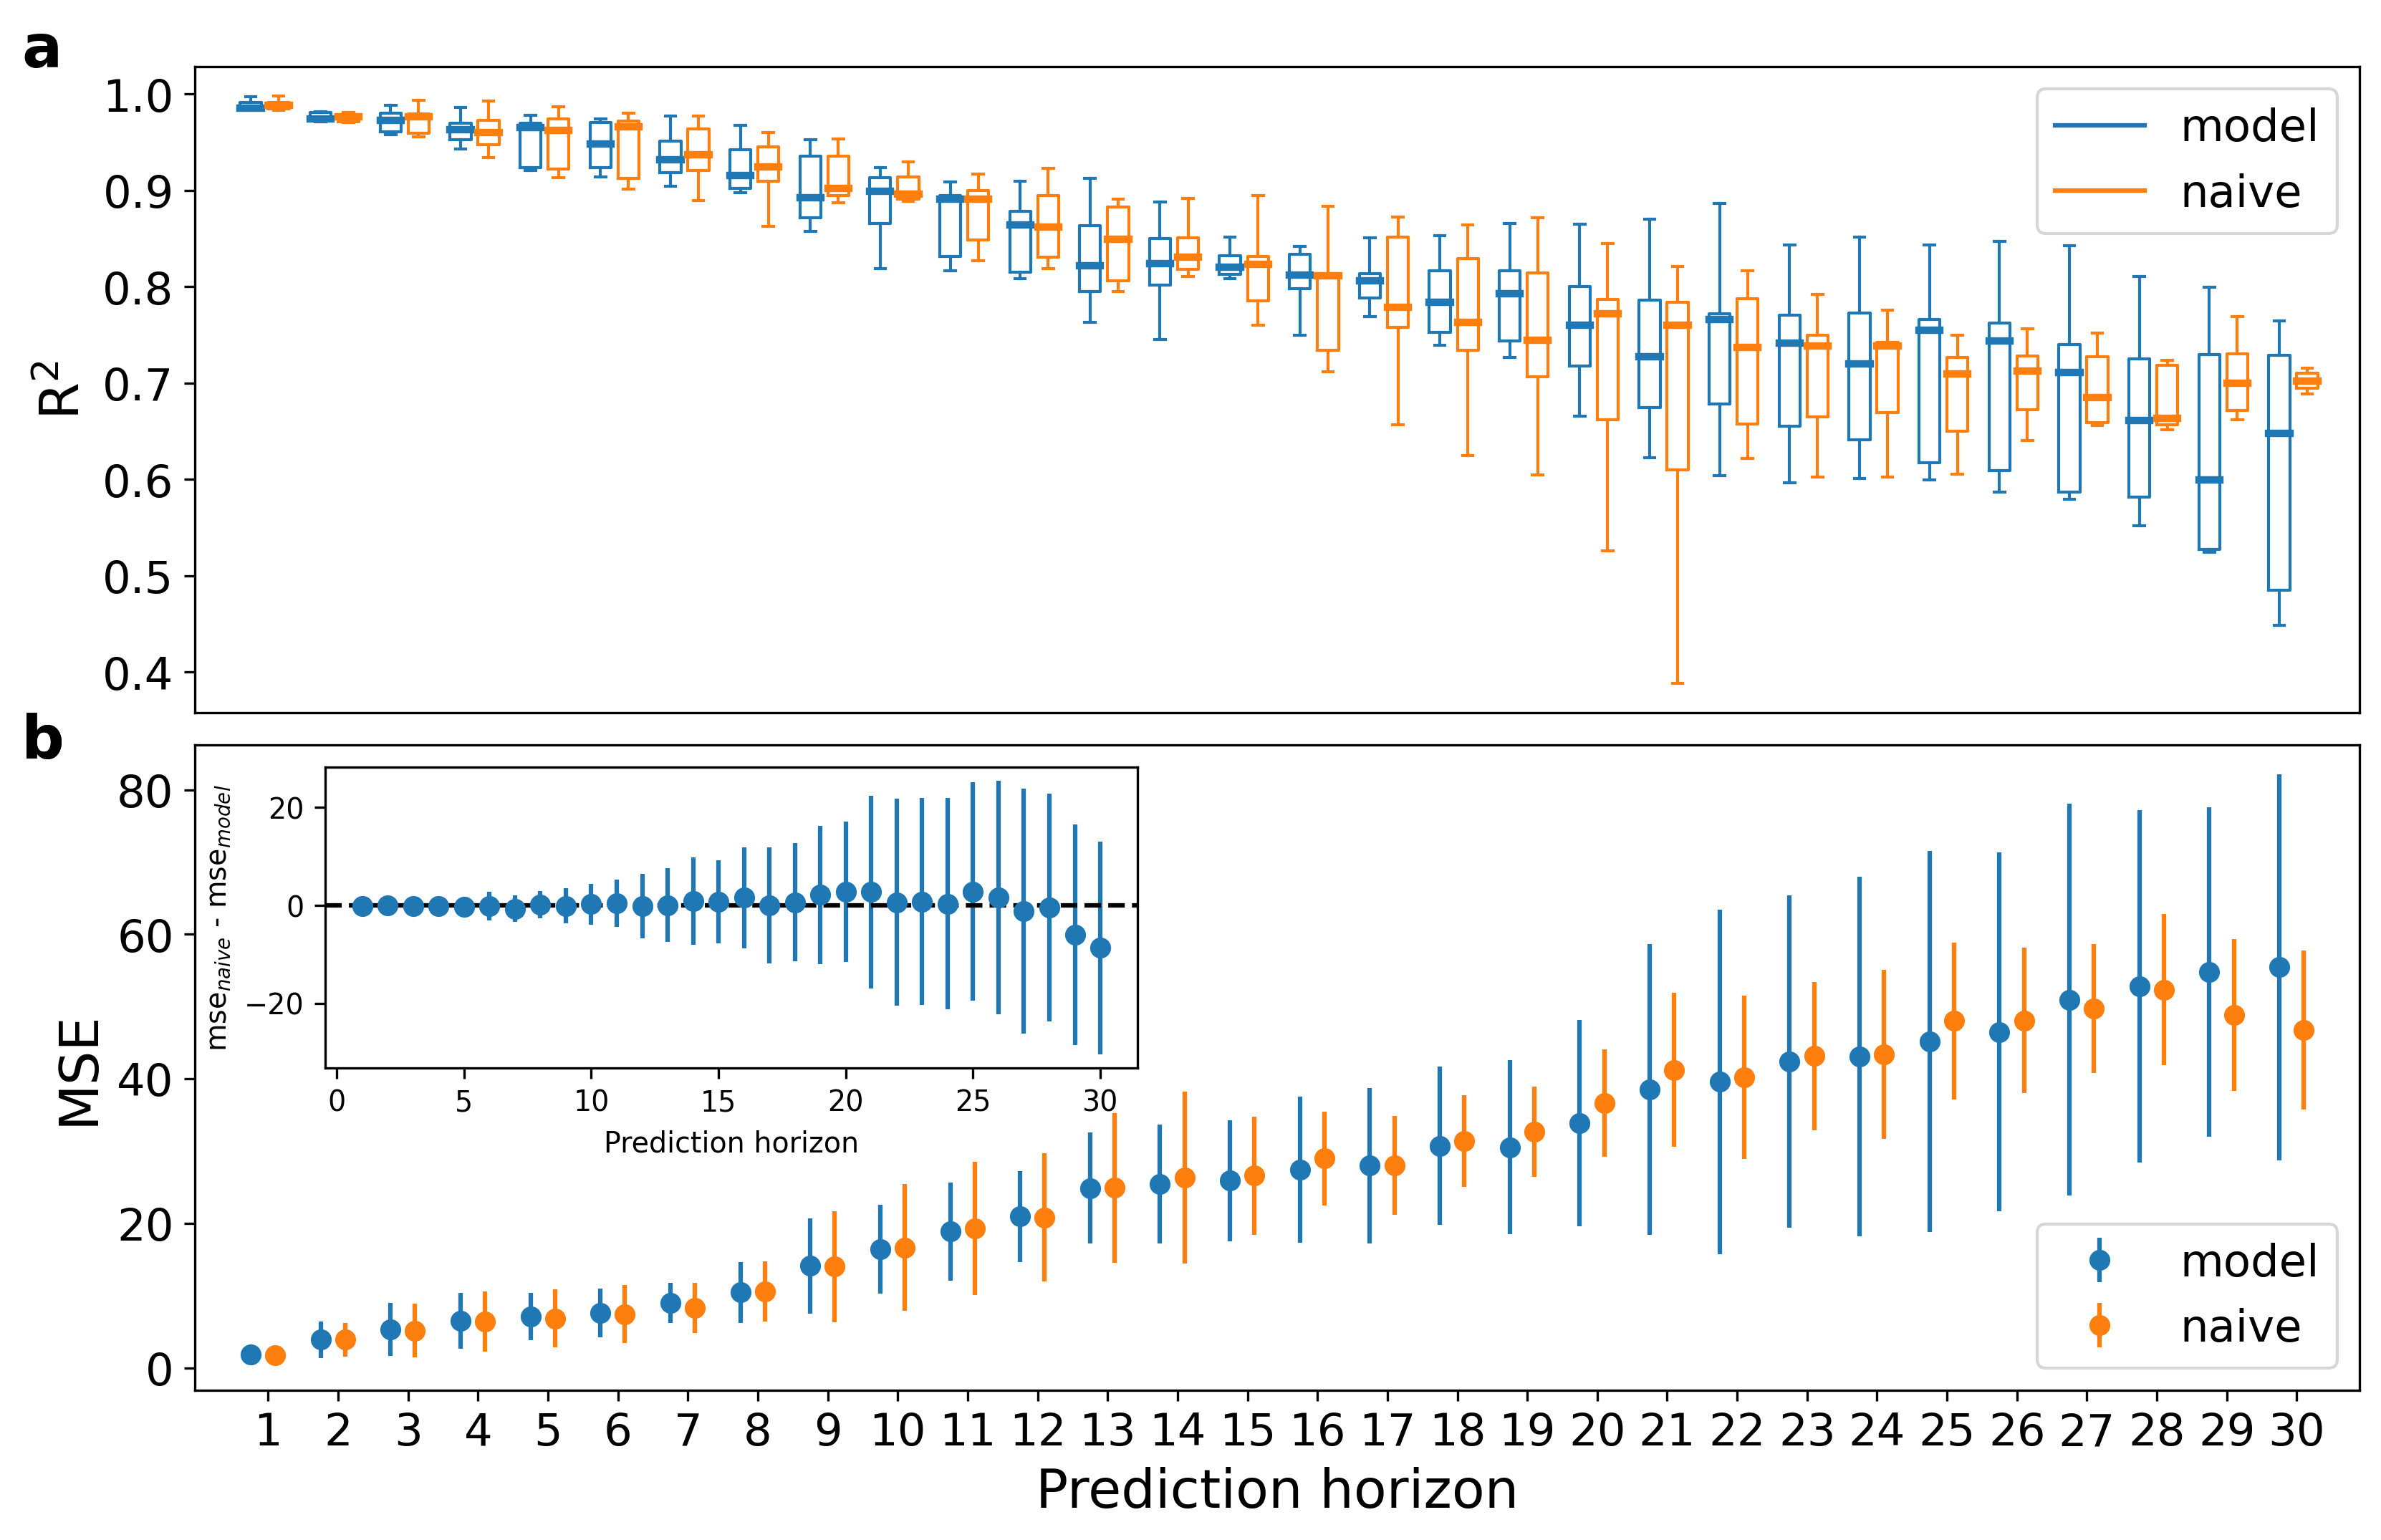 a
1.0
0.9
0.8
0.7
0.6
0.5
0.4
R²
model
naive
b
80
60
40
20
0
MSE
20
0
−20
mse_naive - mse_model
0 5 10 15 20 25 30
Prediction horizon
model
naive
1 2 3 4 5 6 7 8 9 10 11 12 13 14 15 16 17 18 19 20 21 22 23 24 25 26 27 28 29 30
Prediction horizon